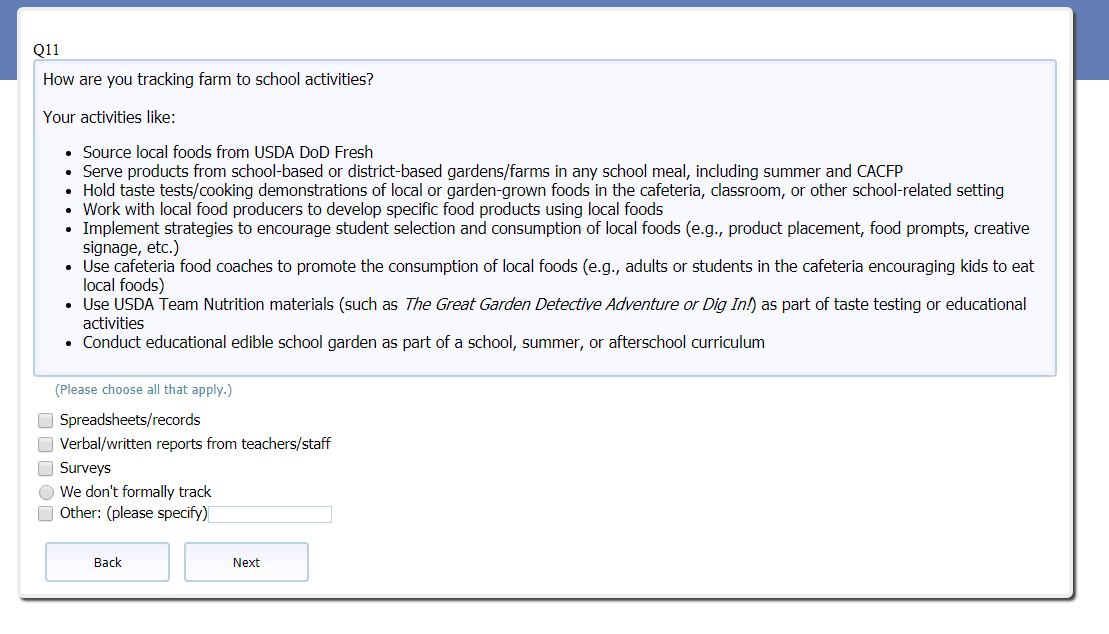 Q11
How are you tracking farm to school activities?
Your activities like:
• Source local foods from USDA DoD Fresh
• Serve products from school-based or district-based gardens/farms in any school meal, including summer and CACFP
• Hold taste tests/cooking demonstrations of local or garden-grown foods in the cafeteria, classroom, or other school-related setting
• Work with local food producers to develop specific food products using local foods
• Implement strategies to encourage student selection and consumption of local foods (e.g., product placement, food prompts, creative
signage, etc.)
• Use cafeteria food coaches to promote the consumption of local foods (e.g., adults or students in the cafeteria encouraging kids to eat
local foods)
• Use USDA Team Nutrition materials (such as The Great Garden Detective Adventure or Dig In!) as part of taste testing or educational
activities
• Conduct educational edible school garden as part of a school, summer, or afterschool curriculum
(Please choose all that apply.)
Spreadsheets/records
Verbal/written reports from teachers/staff
Surveys
We don't formally track
Other: (please specify)
Back Next